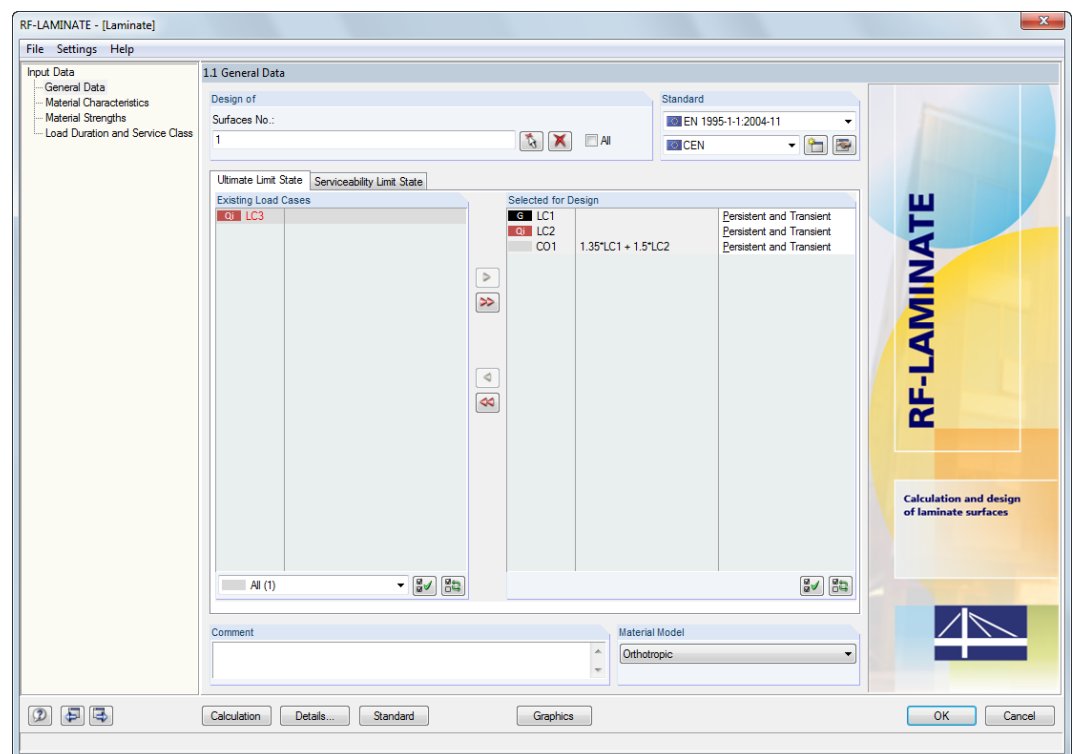 RF-LAMINATE - [Laminate]
File Settings Help
Input Data
General Data
Material Characteristics
Material Strengths
Load Duration and Service Class
1.1 General Data
Design of
Surfaces No.:
1
All
Standard
EN 1995-1-1:2004-11
CEN
Ultimate Limit State Serviceability Limit State
Existing Load Cases
Qi LC3
Selected for Design
G LC1 Persistent and Transient
Qi LC2 Persistent and Transient
CO1 1.35*LC1 + 1.5*LC2 Persistent and Transient
All (1)
Comment
Material Model
Orthotropic
RF-LAMINATE
Calculation and design
of laminate surfaces
Calculation Details... Standard Graphics OK Cancel